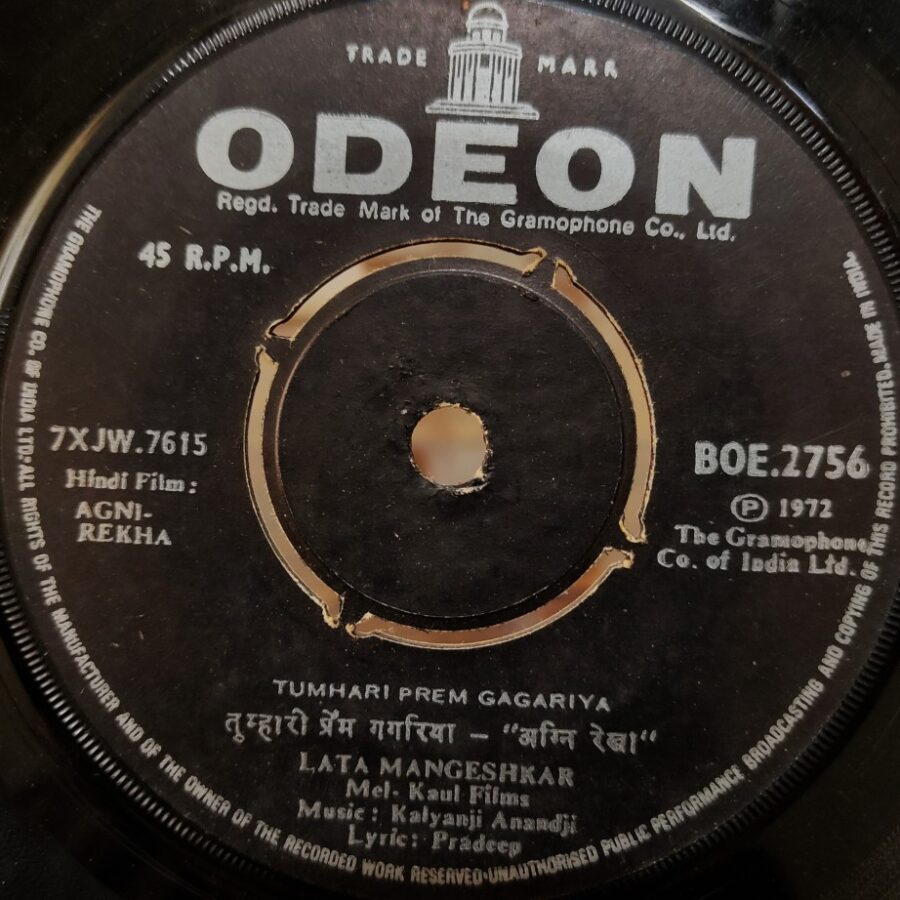 TRADE MARK
ODEON
Regd. Trade Mark of The Gramophone Co., Ltd.
45 R.P.M.
7XJW.7615
Hindi Film:
AGNI-
REKHA
BOE.2756
Ⓟ 1972
The Gramophone
Co. of India Ltd.
TUMHARI PREM GAGARIYA
तुम्हारी प्रेम गगरिया - "अग्नि रेखा"
LATA MANGESHKAR
Mel- Kaul Films
Music: Kalyanji Anandji
Lyric: Pradeep
THE GRAMOPHONE CO. OF INDIA LTD-ALL RIGHTS OF THE MANUFACTURER AND OF THE OWNER OF THE RECORDED WORK RESERVED-UNAUTHORISED PUBLIC PERFORMANCE BROADCASTING AND COPYING OF THIS RECORD PROHIBITED. MADE IN INDIA.